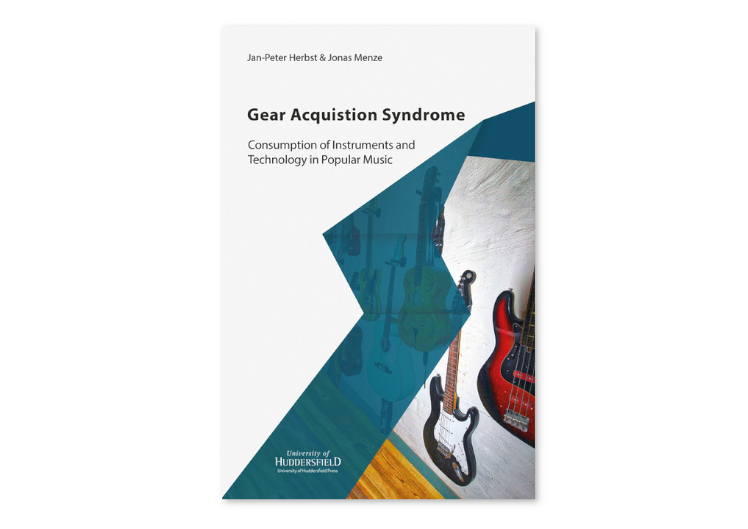 Jan-Peter Herbst & Jonas Menze
Gear Acquistion Syndrome
Consumption of Instruments and
Technology in Popular Music
University of
HUDDERSFIELD
University of Huddersfield Press